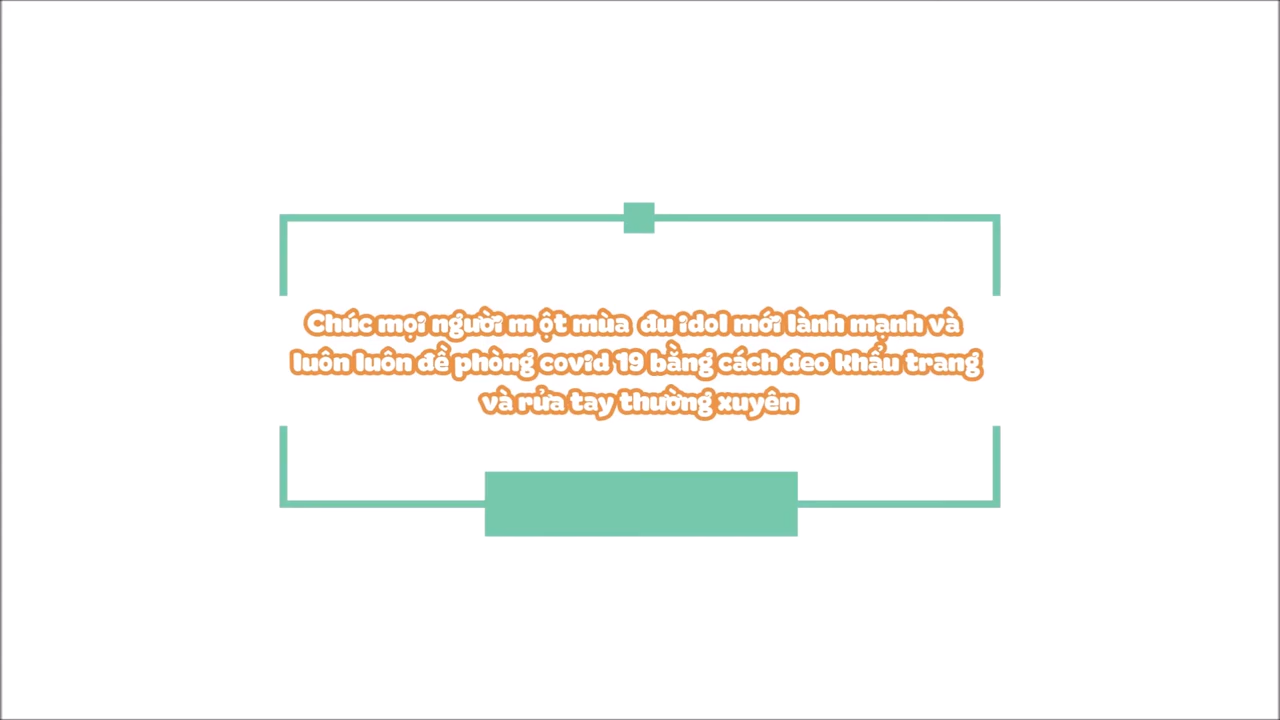 Chúc mọi người m ột mùa đu idol mới lành mạnh và
luôn luôn đề phòng covid 19 bằng cách đeo khẩu trang
và rửa tay thường xuyên